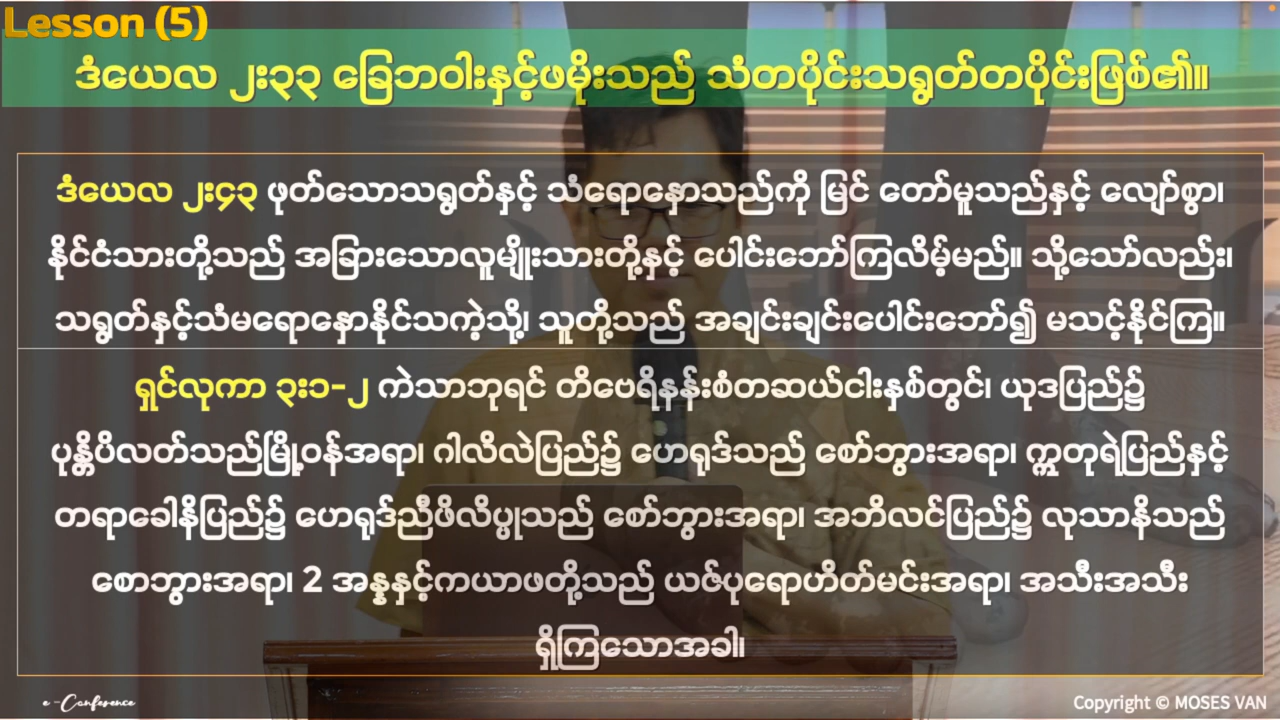 Lesson (5)
ဒံယေလ ၂း၃၃ ခြေဘဝါးနှင့်ဖမိုးသည် သံတပိုင်းသရွတ်တပိုင်းဖြစ်၏။
ဒံယေလ ၂း၄၃ ဖုတ်သောသရွတ်နှင့် သံရောနှောသည်ကို မြင် တော်မူသည်နှင့် လျော်စွာ၊
နိုင်ငံသားတို့သည် အခြားသောလူမျိုးသားတို့နှင့် ပေါင်းဘော်ကြလိမ့်မည်။ သို့သော်လည်း၊
သရွတ်နှင့်သံမရောနှောနိုင်သကဲ့သို့၊ သူတို့သည် အချင်းချင်းပေါင်းဘော်၍ မသင့်နိုင်ကြ။
ရှင်လုကာ ၃း၁-၂ ကဲသာဘုရင် တိဗေရိနန်းစံတဆယ်ငါးနှစ်တွင်၊ ယုဒပြည်၌
ပုန္တိပိလတ်သည်မြို့ဝန်အရာ၊ ဂါလိလဲပြည်၌ ဟေရုဒ်သည် စော်ဘွားအရာ၊ ဣတုရဲပြည်နှင့်
တရာခေါနိပြည်၌ ဟေရုဒ်ညီဖိလိပ္ပုသည် စော်ဘွားအရာ၊ အဘိလင်ပြည်၌ လုသာနိသည်
စောဘွားအရာ၊ 2 အန္နနှင့်ကယာဖတို့သည် ယဇ်ပုရောဟိတ်မင်းအရာ၊ အသီးအသီး
ရှိကြသောအခါ၊
e-Conference
Copyright © MOSES VAN